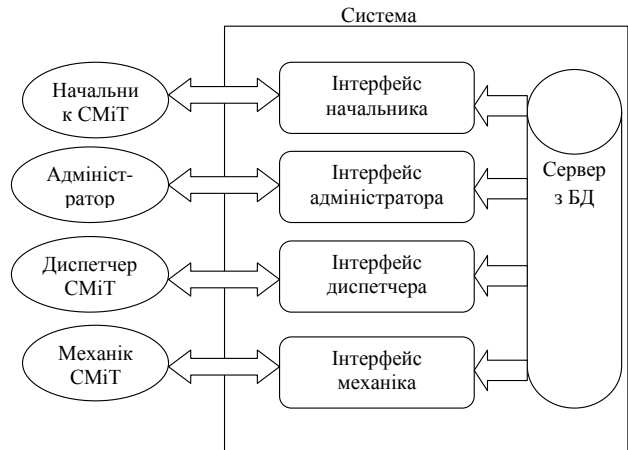 Система
Начальни
к СМіТ
Інтерфейс
начальника
Адмініст-
ратор
Інтерфейс
адміністратора
Сервер
з БД
Диспетчер
СМіТ
Інтерфейс
диспетчера
Механік
СМіТ
Інтерфейс
механіка